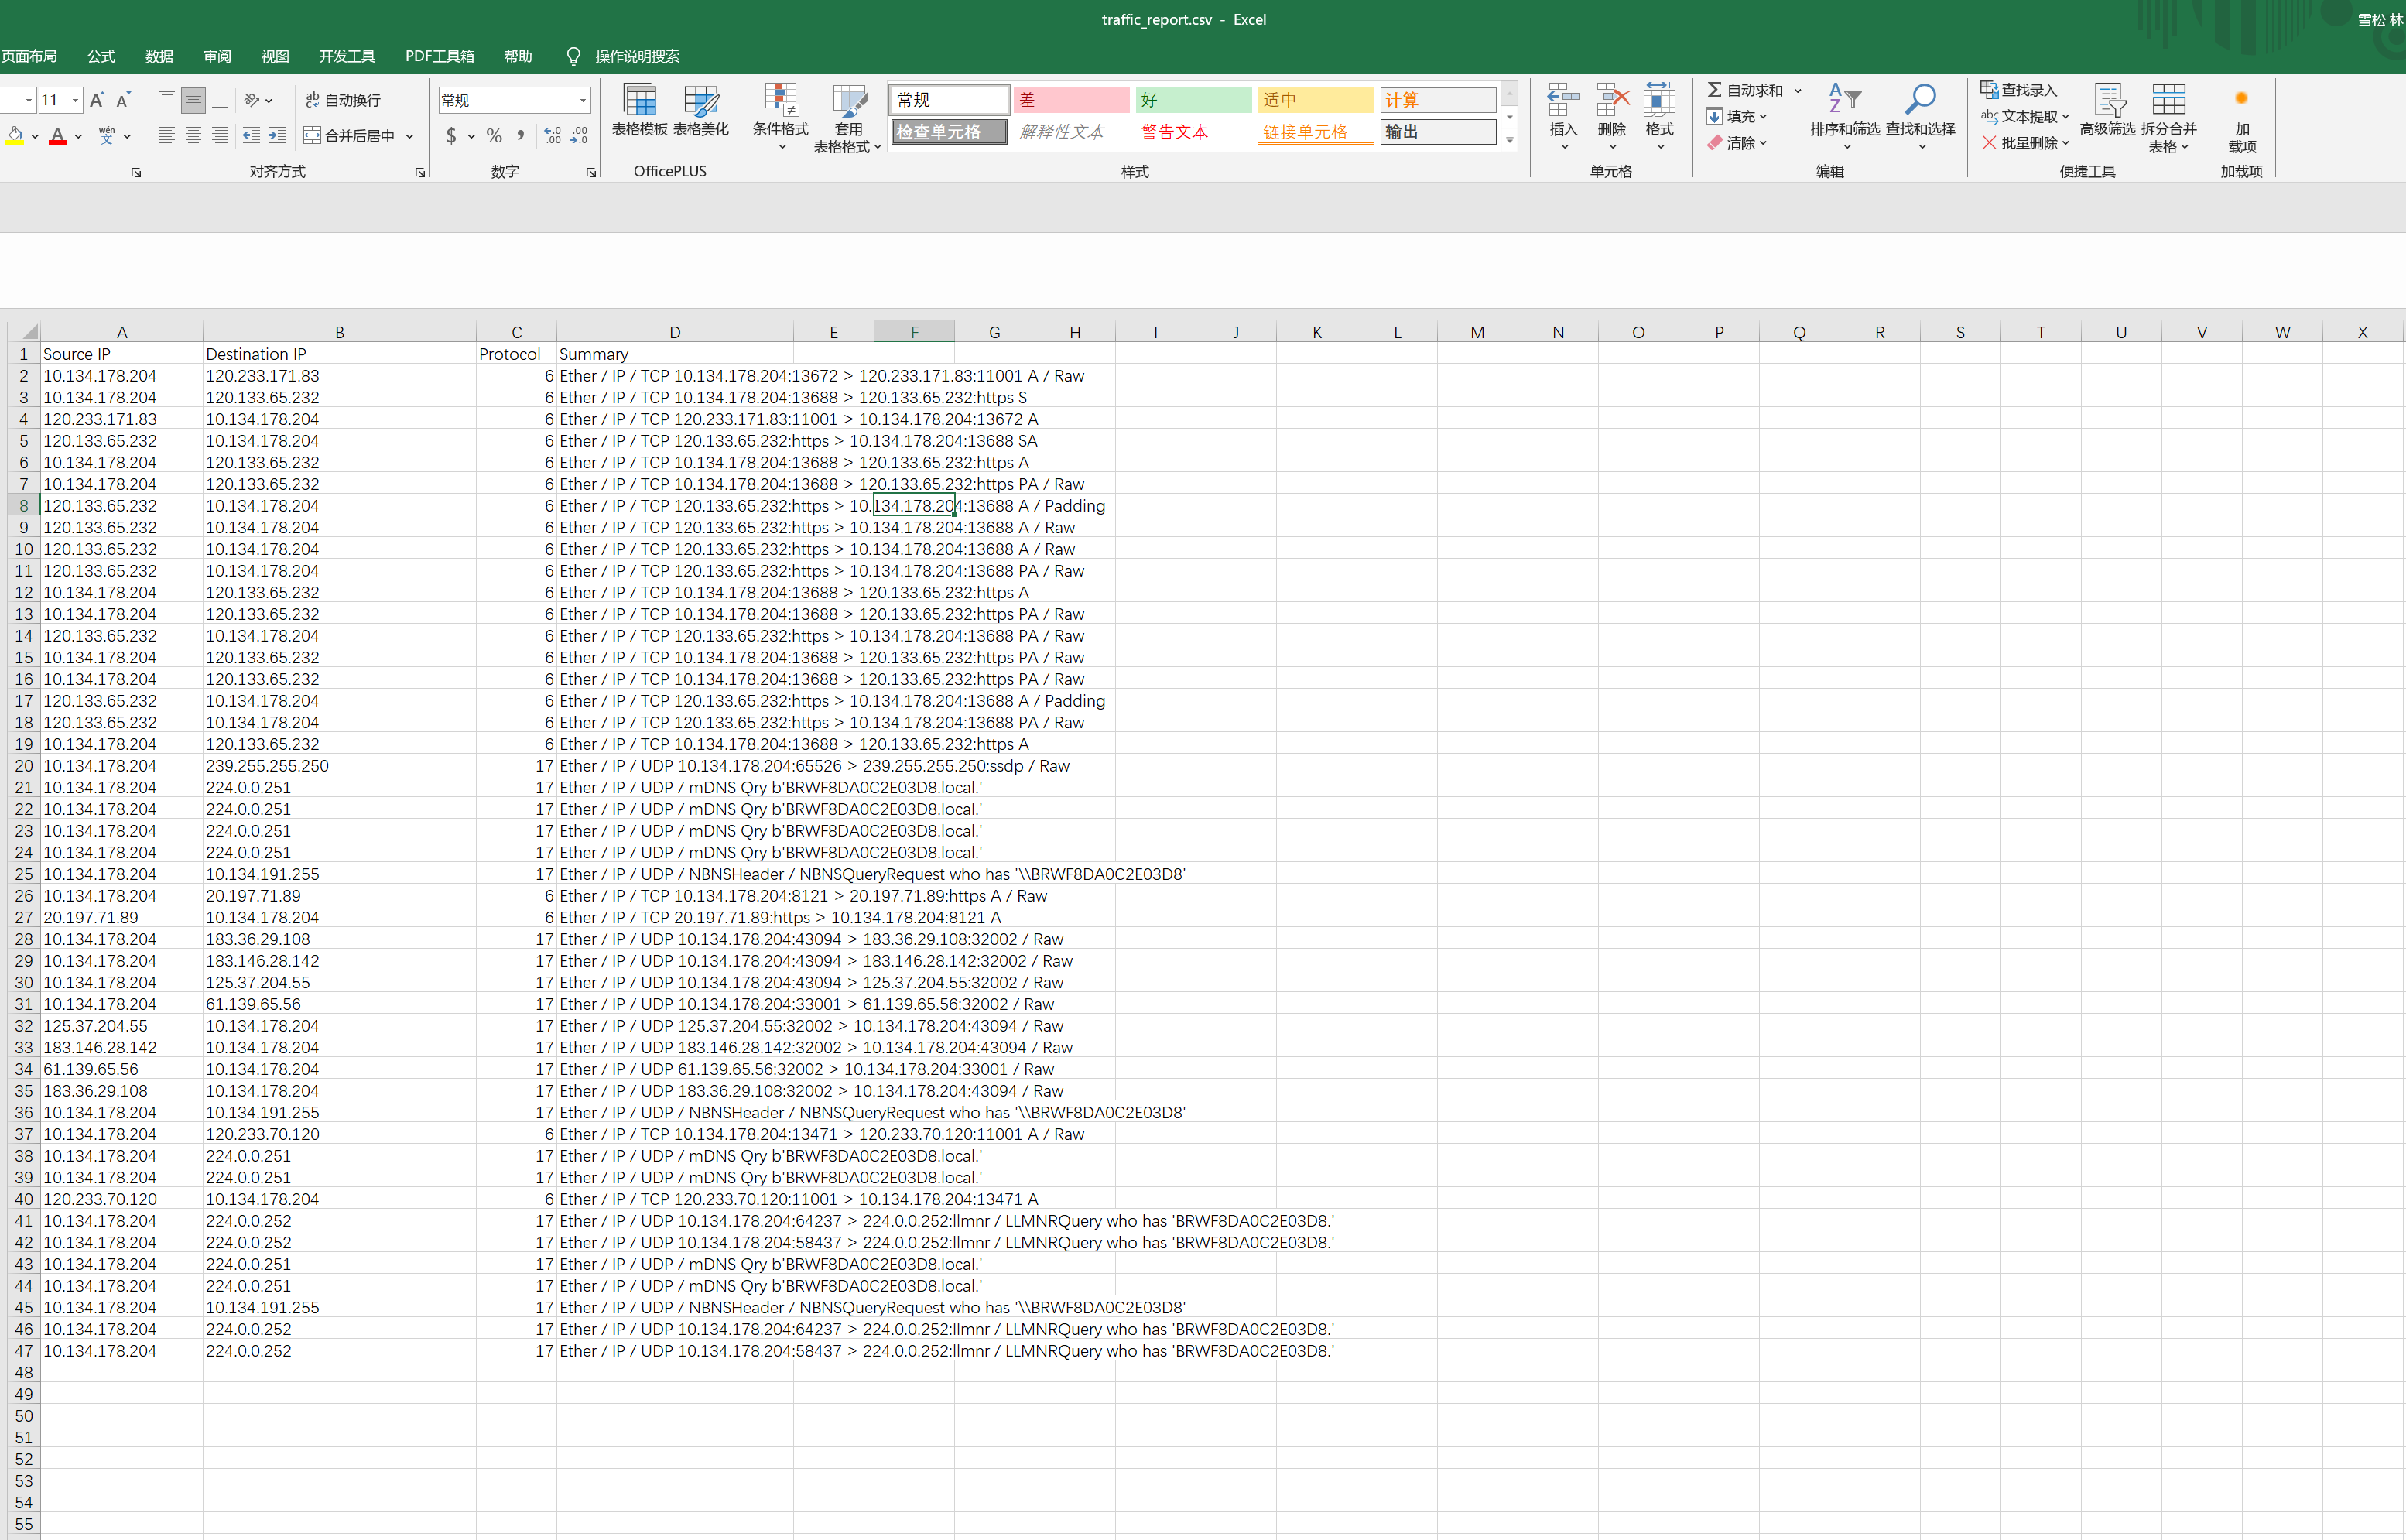 traffic_report.csv - Excel
雪松 林
页面布局 公式 数据 审阅 视图 开发工具 PDF工具箱 帮助 操作说明搜索
11 自动换行 常规 表格模板 表格美化 条件格式 套用 表格格式 常规 差 好 适中 计算 插入 删除 格式 自动求和 排序和筛选 查找和选择 查找录入 高级筛选 拆分合并 表格 加 载项
合并后居中 $ % 检查单元格 解释性文本 警告文本 链接单元格 输出 填充 文本提取
清除 批量删除
对齐方式 数字 OfficePLUS 样式 单元格 编辑 便捷工具 加载项
A B C D E F G H I J K L M N O P Q R S T U V W X
1 Source IP Destination IP Protocol Summary
2 10.134.178.204 120.233.171.83 6 Ether / IP / TCP 10.134.178.204:13672 > 120.233.171.83:11001 A / Raw
3 10.134.178.204 120.133.65.232 6 Ether / IP / TCP 10.134.178.204:13688 > 120.133.65.232:https S
4 120.233.171.83 10.134.178.204 6 Ether / IP / TCP 120.233.171.83:11001 > 10.134.178.204:13672 A
5 120.133.65.232 10.134.178.204 6 Ether / IP / TCP 120.133.65.232:https > 10.134.178.204:13688 SA
6 10.134.178.204 120.133.65.232 6 Ether / IP / TCP 10.134.178.204:13688 > 120.133.65.232:https A
7 10.134.178.204 120.133.65.232 6 Ether / IP / TCP 10.134.178.204:13688 > 120.133.65.232:https PA / Raw
8 120.133.65.232 10.134.178.204 6 Ether / IP / TCP 120.133.65.232:https > 10.134.178.204:13688 A / Padding
9 120.133.65.232 10.134.178.204 6 Ether / IP / TCP 120.133.65.232:https > 10.134.178.204:13688 A / Raw
10 120.133.65.232 10.134.178.204 6 Ether / IP / TCP 120.133.65.232:https > 10.134.178.204:13688 A / Raw
11 120.133.65.232 10.134.178.204 6 Ether / IP / TCP 120.133.65.232:https > 10.134.178.204:13688 PA / Raw
12 10.134.178.204 120.133.65.232 6 Ether / IP / TCP 10.134.178.204:13688 > 120.133.65.232:https A
13 10.134.178.204 120.133.65.232 6 Ether / IP / TCP 10.134.178.204:13688 > 120.133.65.232:https PA / Raw
14 120.133.65.232 10.134.178.204 6 Ether / IP / TCP 120.133.65.232:https > 10.134.178.204:13688 PA / Raw
15 10.134.178.204 120.133.65.232 6 Ether / IP / TCP 10.134.178.204:13688 > 120.133.65.232:https PA / Raw
16 10.134.178.204 120.133.65.232 6 Ether / IP / TCP 10.134.178.204:13688 > 120.133.65.232:https PA / Raw
17 120.133.65.232 10.134.178.204 6 Ether / IP / TCP 120.133.65.232:https > 10.134.178.204:13688 A / Padding
18 120.133.65.232 10.134.178.204 6 Ether / IP / TCP 120.133.65.232:https > 10.134.178.204:13688 PA / Raw
19 10.134.178.204 120.133.65.232 6 Ether / IP / TCP 10.134.178.204:13688 > 120.133.65.232:https A
20 10.134.178.204 239.255.255.250 17 Ether / IP / UDP 10.134.178.204:65526 > 239.255.255.250:ssdp / Raw
21 10.134.178.204 224.0.0.251 17 Ether / IP / UDP / mDNS Qry b'BRWF8DA0C2E03D8.local.'
22 10.134.178.204 224.0.0.251 17 Ether / IP / UDP / mDNS Qry b'BRWF8DA0C2E03D8.local.'
23 10.134.178.204 224.0.0.251 17 Ether / IP / UDP / mDNS Qry b'BRWF8DA0C2E03D8.local.'
24 10.134.178.204 224.0.0.251 17 Ether / IP / UDP / mDNS Qry b'BRWF8DA0C2E03D8.local.'
25 10.134.178.204 10.134.191.255 17 Ether / IP / UDP / NBNSHeader / NBNSQueryRequest who has '\\BRWF8DA0C2E03D8'
26 10.134.178.204 20.197.71.89 6 Ether / IP / TCP 10.134.178.204:8121 > 20.197.71.89:https A / Raw
27 20.197.71.89 10.134.178.204 6 Ether / IP / TCP 20.197.71.89:https > 10.134.178.204:8121 A
28 10.134.178.204 183.36.29.108 17 Ether / IP / UDP 10.134.178.204:43094 > 183.36.29.108:32002 / Raw
29 10.134.178.204 183.146.28.142 17 Ether / IP / UDP 10.134.178.204:43094 > 183.146.28.142:32002 / Raw
30 10.134.178.204 125.37.204.55 17 Ether / IP / UDP 10.134.178.204:43094 > 125.37.204.55:32002 / Raw
31 10.134.178.204 61.139.65.56 17 Ether / IP / UDP 10.134.178.204:33001 > 61.139.65.56:32002 / Raw
32 125.37.204.55 10.134.178.204 17 Ether / IP / UDP 125.37.204.55:32002 > 10.134.178.204:43094 / Raw
33 183.146.28.142 10.134.178.204 17 Ether / IP / UDP 183.146.28.142:32002 > 10.134.178.204:43094 / Raw
34 61.139.65.56 10.134.178.204 17 Ether / IP / UDP 61.139.65.56:32002 > 10.134.178.204:33001 / Raw
35 183.36.29.108 10.134.178.204 17 Ether / IP / UDP 183.36.29.108:32002 > 10.134.178.204:43094 / Raw
36 10.134.178.204 10.134.191.255 17 Ether / IP / UDP / NBNSHeader / NBNSQueryRequest who has '\\BRWF8DA0C2E03D8'
37 10.134.178.204 120.233.70.120 6 Ether / IP / TCP 10.134.178.204:13471 > 120.233.70.120:11001 A / Raw
38 10.134.178.204 224.0.0.251 17 Ether / IP / UDP / mDNS Qry b'BRWF8DA0C2E03D8.local.'
39 10.134.178.204 224.0.0.251 17 Ether / IP / UDP / mDNS Qry b'BRWF8DA0C2E03D8.local.'
40 120.233.70.120 10.134.178.204 6 Ether / IP / TCP 120.233.70.120:11001 > 10.134.178.204:13471 A
41 10.134.178.204 224.0.0.252 17 Ether / IP / UDP 10.134.178.204:64237 > 224.0.0.252:llmnr / LLMNRQuery who has 'BRWF8DA0C2E03D8.'
42 10.134.178.204 224.0.0.252 17 Ether / IP / UDP 10.134.178.204:58437 > 224.0.0.252:llmnr / LLMNRQuery who has 'BRWF8DA0C2E03D8.'
43 10.134.178.204 224.0.0.251 17 Ether / IP / UDP / mDNS Qry b'BRWF8DA0C2E03D8.local.'
44 10.134.178.204 224.0.0.251 17 Ether / IP / UDP / mDNS Qry b'BRWF8DA0C2E03D8.local.'
45 10.134.178.204 10.134.191.255 17 Ether / IP / UDP / NBNSHeader / NBNSQueryRequest who has '\\BRWF8DA0C2E03D8'
46 10.134.178.204 224.0.0.252 17 Ether / IP / UDP 10.134.178.204:64237 > 224.0.0.252:llmnr / LLMNRQuery who has 'BRWF8DA0C2E03D8.'
47 10.134.178.204 224.0.0.252 17 Ether / IP / UDP 10.134.178.204:58437 > 224.0.0.252:llmnr / LLMNRQuery who has 'BRWF8DA0C2E03D8.'
48
49
50
51
52
53
54
55